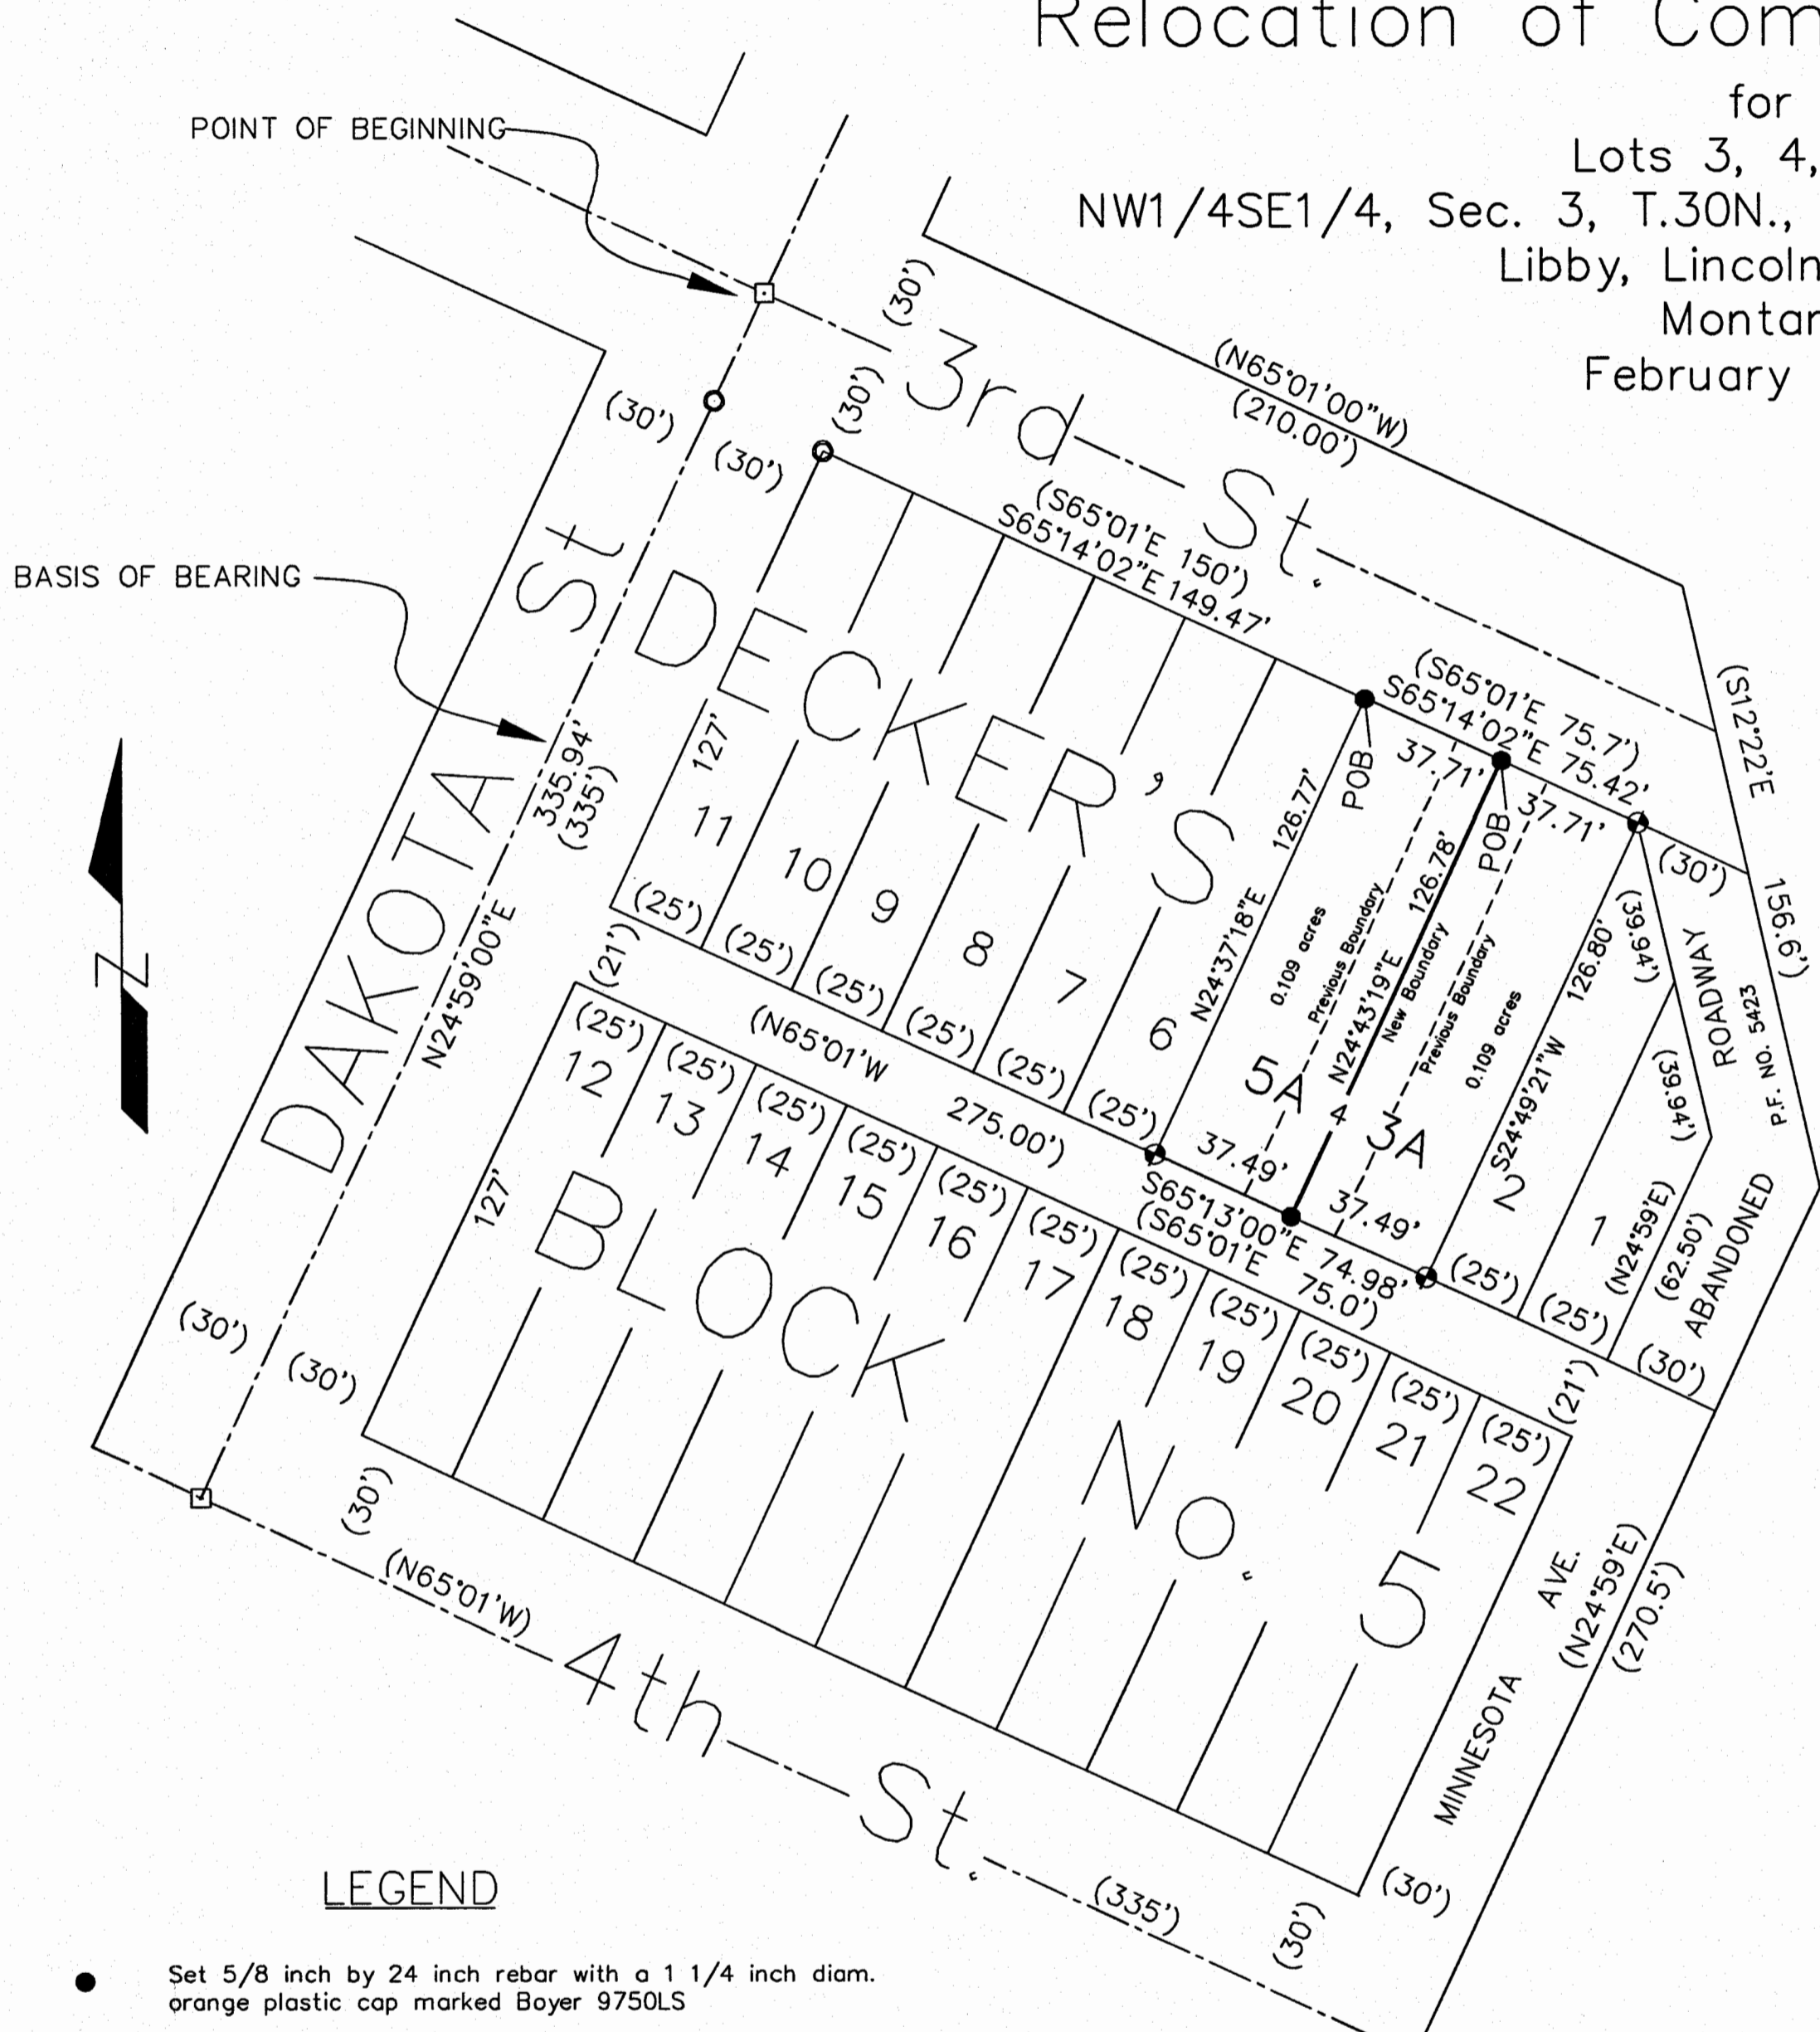 Relocation of Com
for
Lots 3, 4,
NW1/4SE1/4, Sec. 3, T.30N.,
Libby, Lincoln
Montan
February
POINT OF BEGINNING
BASIS OF BEARING
(30')
(30')
(30')
(30')
3rd St.
(N65°01'00"W)
(210.00')
(S65°01'E 150')
S65°14'02"E 149.47'
(S65°01'E 75.7')
S65°14'02"E 75.42'
(S12°22'E
156.6')
DAKOTA St
335.94'
(335')
N24°59'00"E
DECKER'S
127'
11
10
9
8
7
6
(25')
(25')
(25')
(25')
(25')
(25')
126.77'
N24°37'18"E
POB
37.71'
0.109 acres
Previous Boundary
5A
N24°43'19"E 126.78'
New Boundary
4
POB
37.71'
Previous Boundary
0.109 acres
3A
S24°49'21"W 126.80'
2
1
(30')
(39.94')
(39.94')
ROADWAY
P.F. NO. 5423
ABANDONED
(N24°59'E)
(62.50')
37.49'
37.49'
S65°13'00"E 74.98'
(S65°01'E 75.0')
(25')
(25')
(30')
(21')
(N65°01'W 275.00')
(25')
12
(25')
13
(25')
14
(25')
15
(25')
16
(25')
17
(25')
18
(25')
19
(25')
20
(25')
21
(25')
22
(21')
127'
BLOCK NO. 5
(30')
(30')
(30')
(N65°01'W)
4th St.
(335')
(30')
(30')
MINNESOTA AVE.
(N24°59'E)
(270.5')
N
LEGEND
Set 5/8 inch by 24 inch rebar with a 1 1/4 inch diam.
orange plastic cap marked Boyer 9750LS